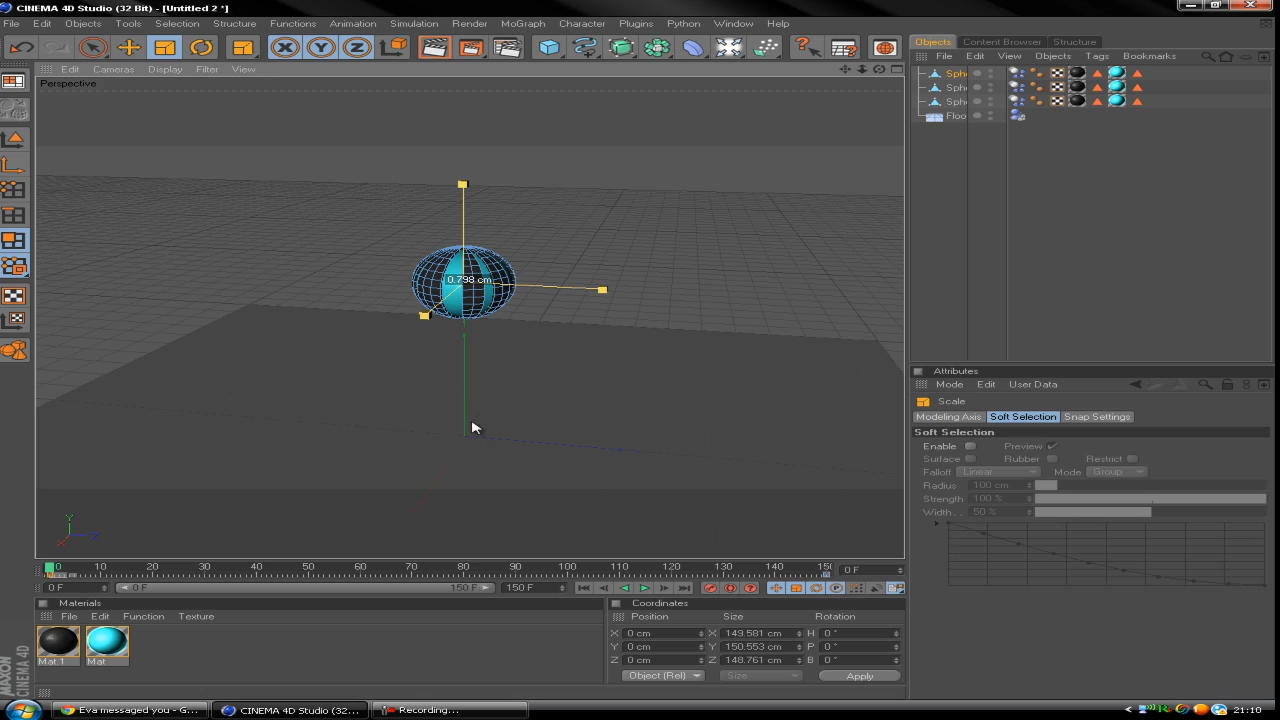 CINEMA 4D Studio (32 Bit) - [Untitled 2 *]
File Edit Objects Tools Selection Structure Functions Animation Simulation Render MoGraph Character Plugins Python Window Help
Edit Cameras Display Filter View
Perspective
0.798 cm
Y
Z
X
0 10 20 30 40 50 60 70 80 90 100 110 120 130 140 150
0 F
0 F
0 F
150 F
150 F
Materials
File Edit Function Texture
Mat.1
Mat
MAXON
CINEMA 4D
Coordinates
Position Size Rotation
X 0 cm X 149.581 cm H 0 °
Y 0 cm Y 150.553 cm P 0 °
Z 0 cm Z 148.761 cm B 0 °
Object (Rel) Size Apply
Objects Content Browser Structure
File Edit View Objects Tags Bookmarks
Sph
Sph
Sph
Floo
Attributes
Mode Edit User Data
Scale
Modeling Axis Soft Selection Snap Settings
Soft Selection
Enable Preview
Surface Rubber Restrict
Falloff Linear Mode Group
Radius 100 cm
Strength 100 %
Width . . 50 %
Eva messaged you - G...
CINEMA 4D Studio (32...
Recording...
21:10